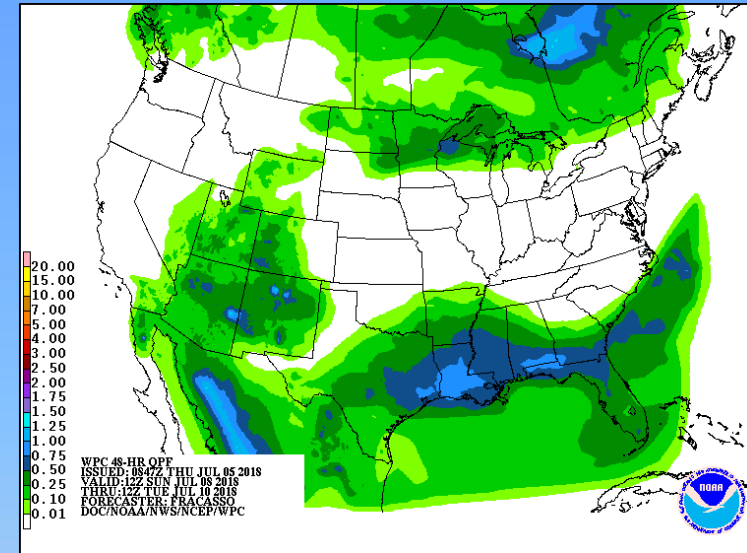 20.00
15.00
10.00
7.00
5.00
4.00
3.00
2.50
2.00
1.75
1.50
1.25
1.00
0.75
0.50
0.25
0.10
0.01
WPC 48-HR QPF
ISSUED: 0847Z THU JUL 05 2018
VALID:12Z SUN JUL 08 2018
THRU:12Z TUE JUL 10 2018
FORECASTER: FRACASSO
DOC/NOAA/NWS/NCEP/WPC
NOAA